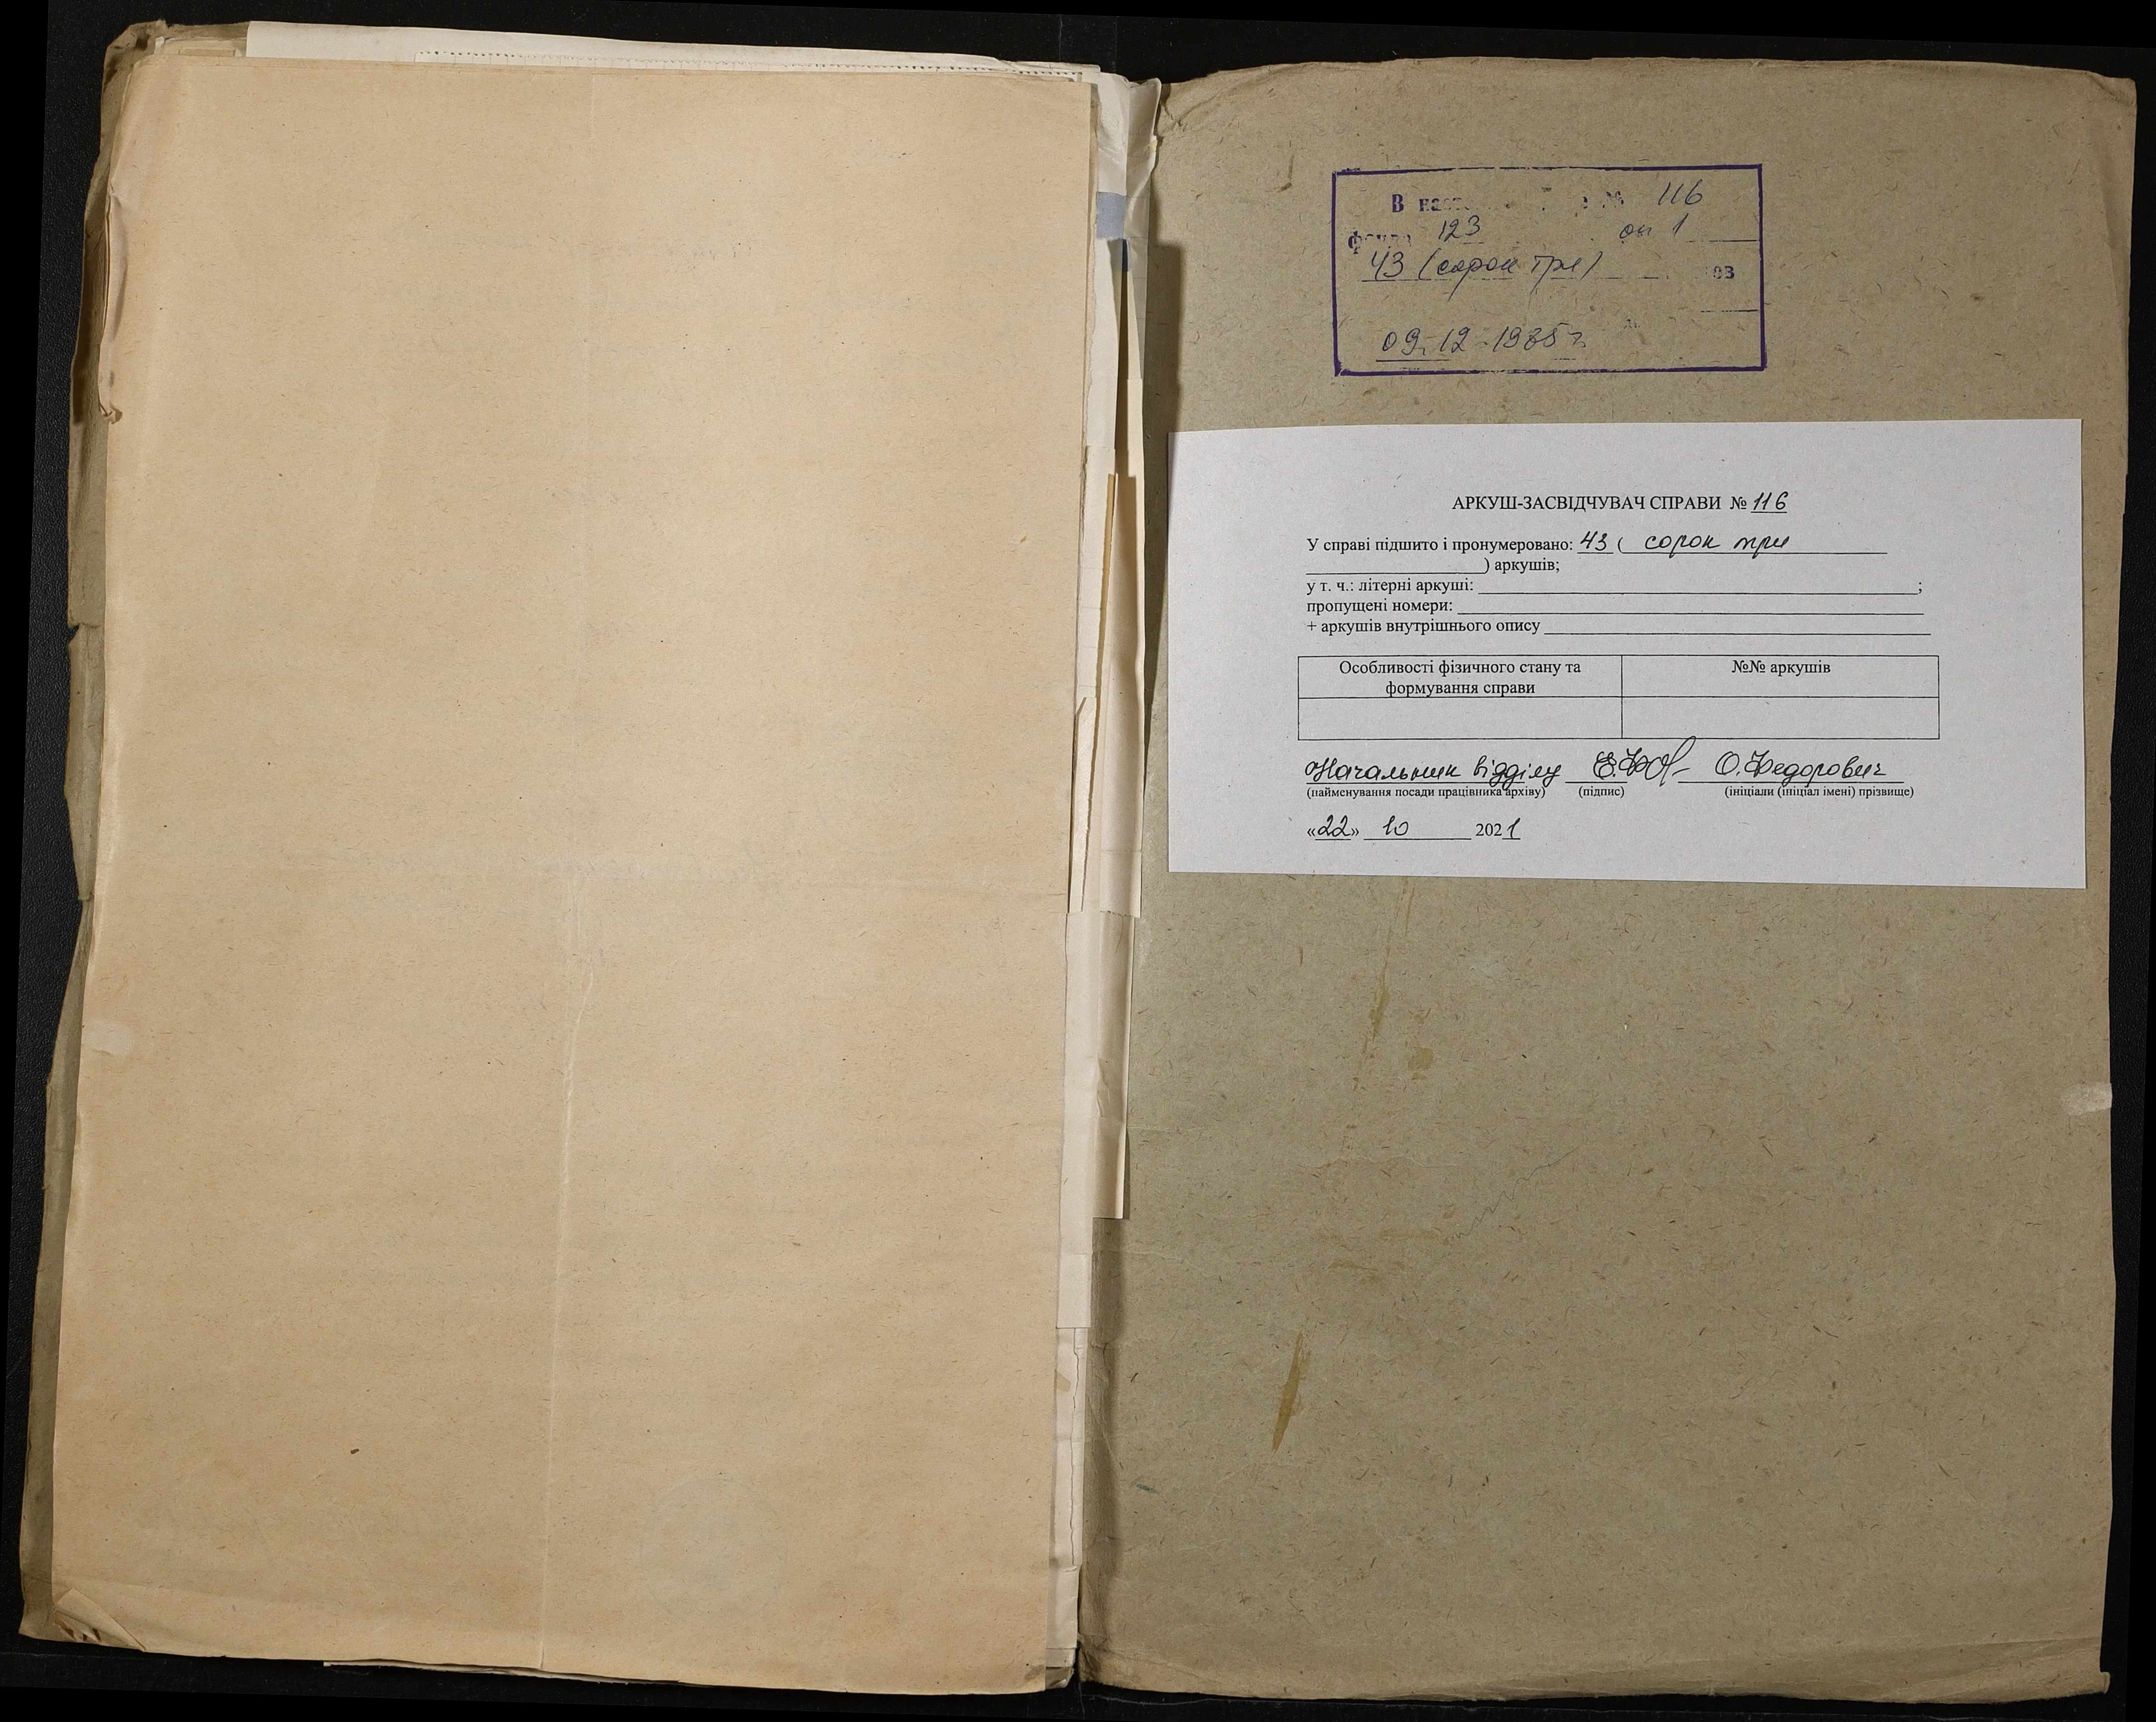 В 116
фонда 123 оп 1
43 (сорок три) ов
09-12-1985 г.
АРКУШ-ЗАСВІДЧУВАЧ СПРАВИ № 116
У справі підшито і пронумеровано: 43 ( сорок три
) аркушів;
у т. ч.: літерні аркуші: ;
пропущені номери:
+ аркушів внутрішнього опису
Особливості фізичного стану та
формування справи
№№ аркушів
Начальник відділу О. Федорович
(найменування посади працівника архіву) (підпис) (ініціали (ініціал імені) прізвище)
«22» 10 2021